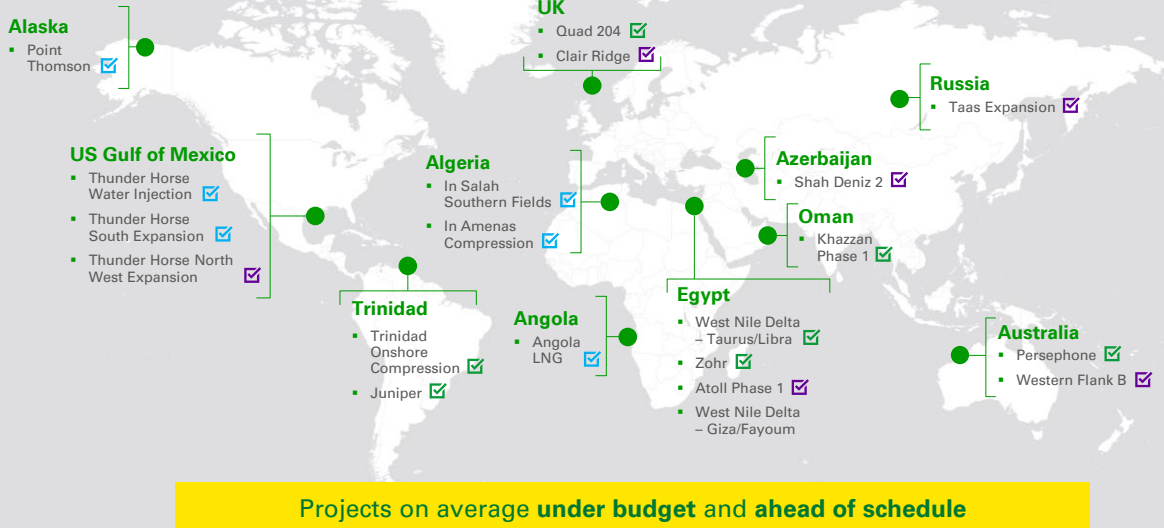 Alaska
▪ Point
Thomson
UK
▪ Quad 204
▪ Clair Ridge
Russia
▪ Taas Expansion
US Gulf of Mexico
▪ Thunder Horse
Water Injection
▪ Thunder Horse
South Expansion
▪ Thunder Horse North
West Expansion
Algeria
▪ In Salah
Southern Fields
▪ In Amenas
Compression
Azerbaijan
▪ Shah Deniz 2
Oman
▪ Khazzan
Phase 1
Trinidad
▪ Trinidad
Onshore
Compression
▪ Juniper
Angola
▪ Angola
LNG
Egypt
▪ West Nile Delta
– Taurus/Libra
▪ Zohr
▪ Atoll Phase 1
▪ West Nile Delta
– Giza/Fayoum
Australia
▪ Persephone
▪ Western Flank B
Projects on average under budget and ahead of schedule